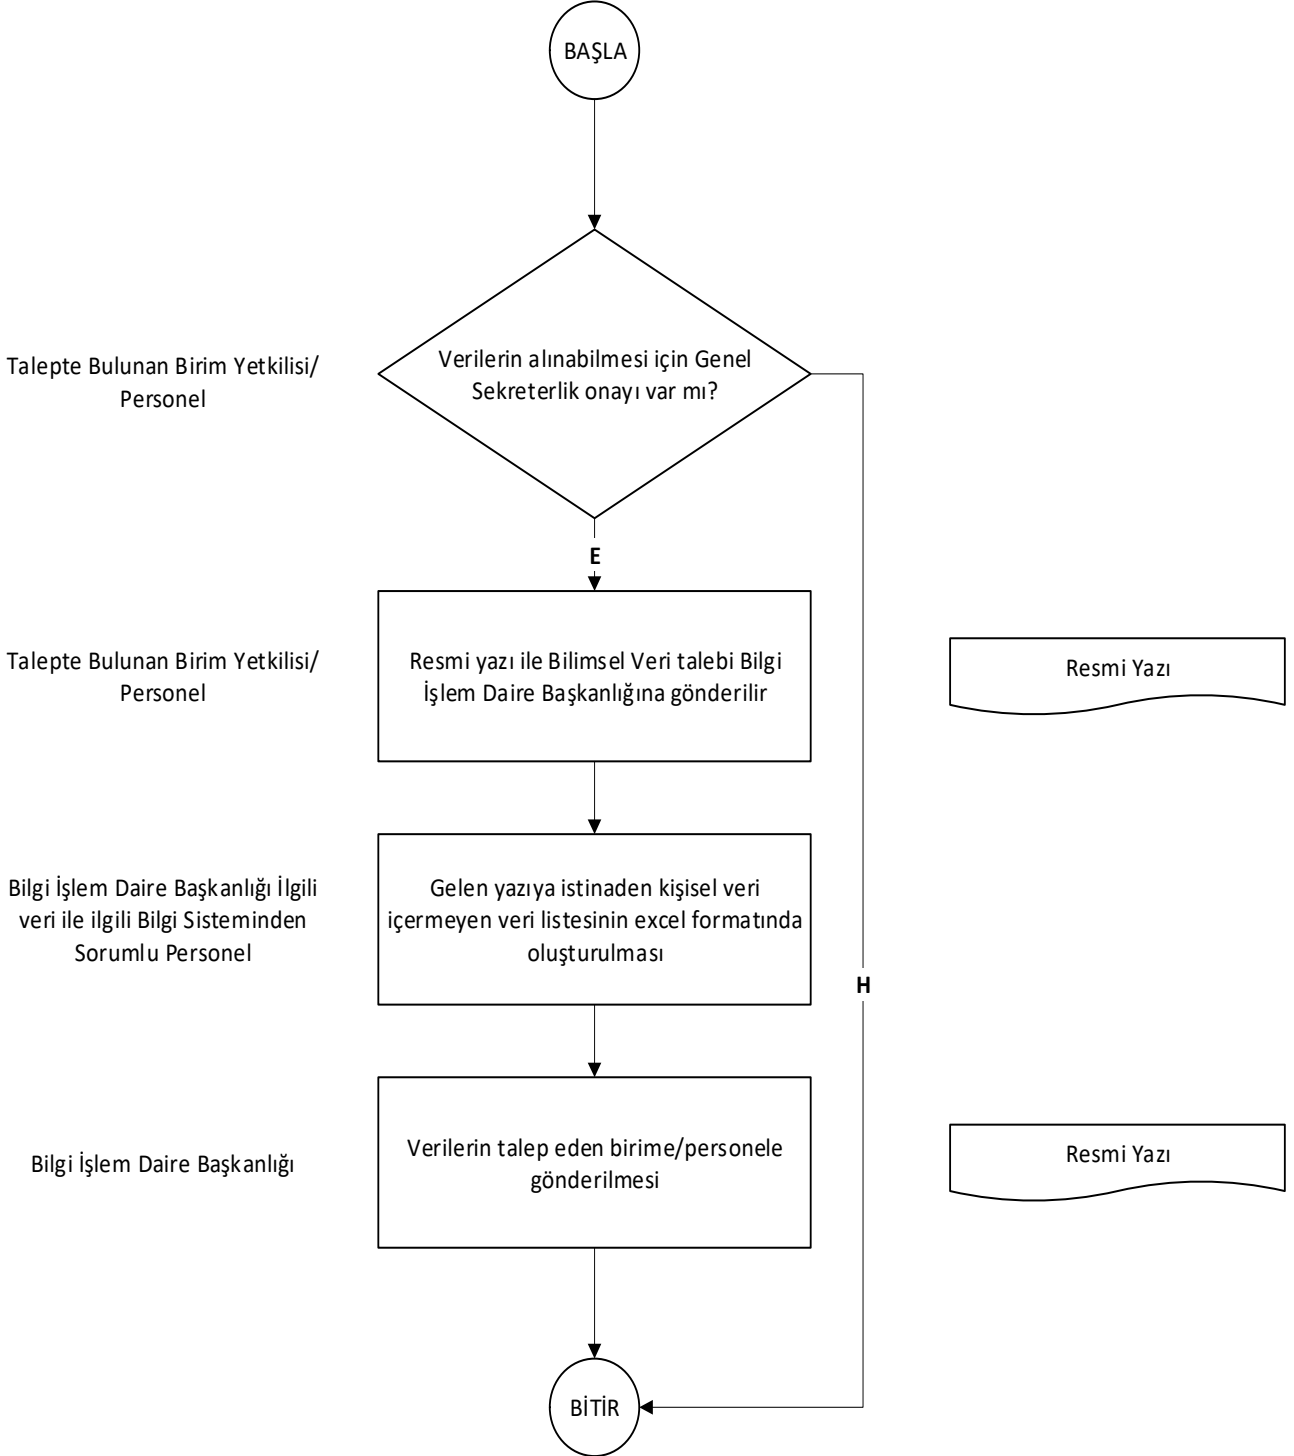 BAŞLA
Talepte Bulunan Birim Yetkilisi/
Personel
Verilerin alınabilmesi için Genel
Sekreterlik onayı var mı?
E
Talepte Bulunan Birim Yetkilisi/
Personel
Resmi yazı ile Bilimsel Veri talebi Bilgi
İşlem Daire Başkanlığına gönderilir
Resmi Yazı
Bilgi İşlem Daire Başkanlığı İlgili
veri ile ilgili Bilgi Sisteminden
Sorumlu Personel
Gelen yazıya istinaden kişisel veri
içermeyen veri listesinin excel formatında
oluşturulması
H
Bilgi İşlem Daire Başkanlığı
Verilerin talep eden birime/personele
gönderilmesi
Resmi Yazı
BİTİR